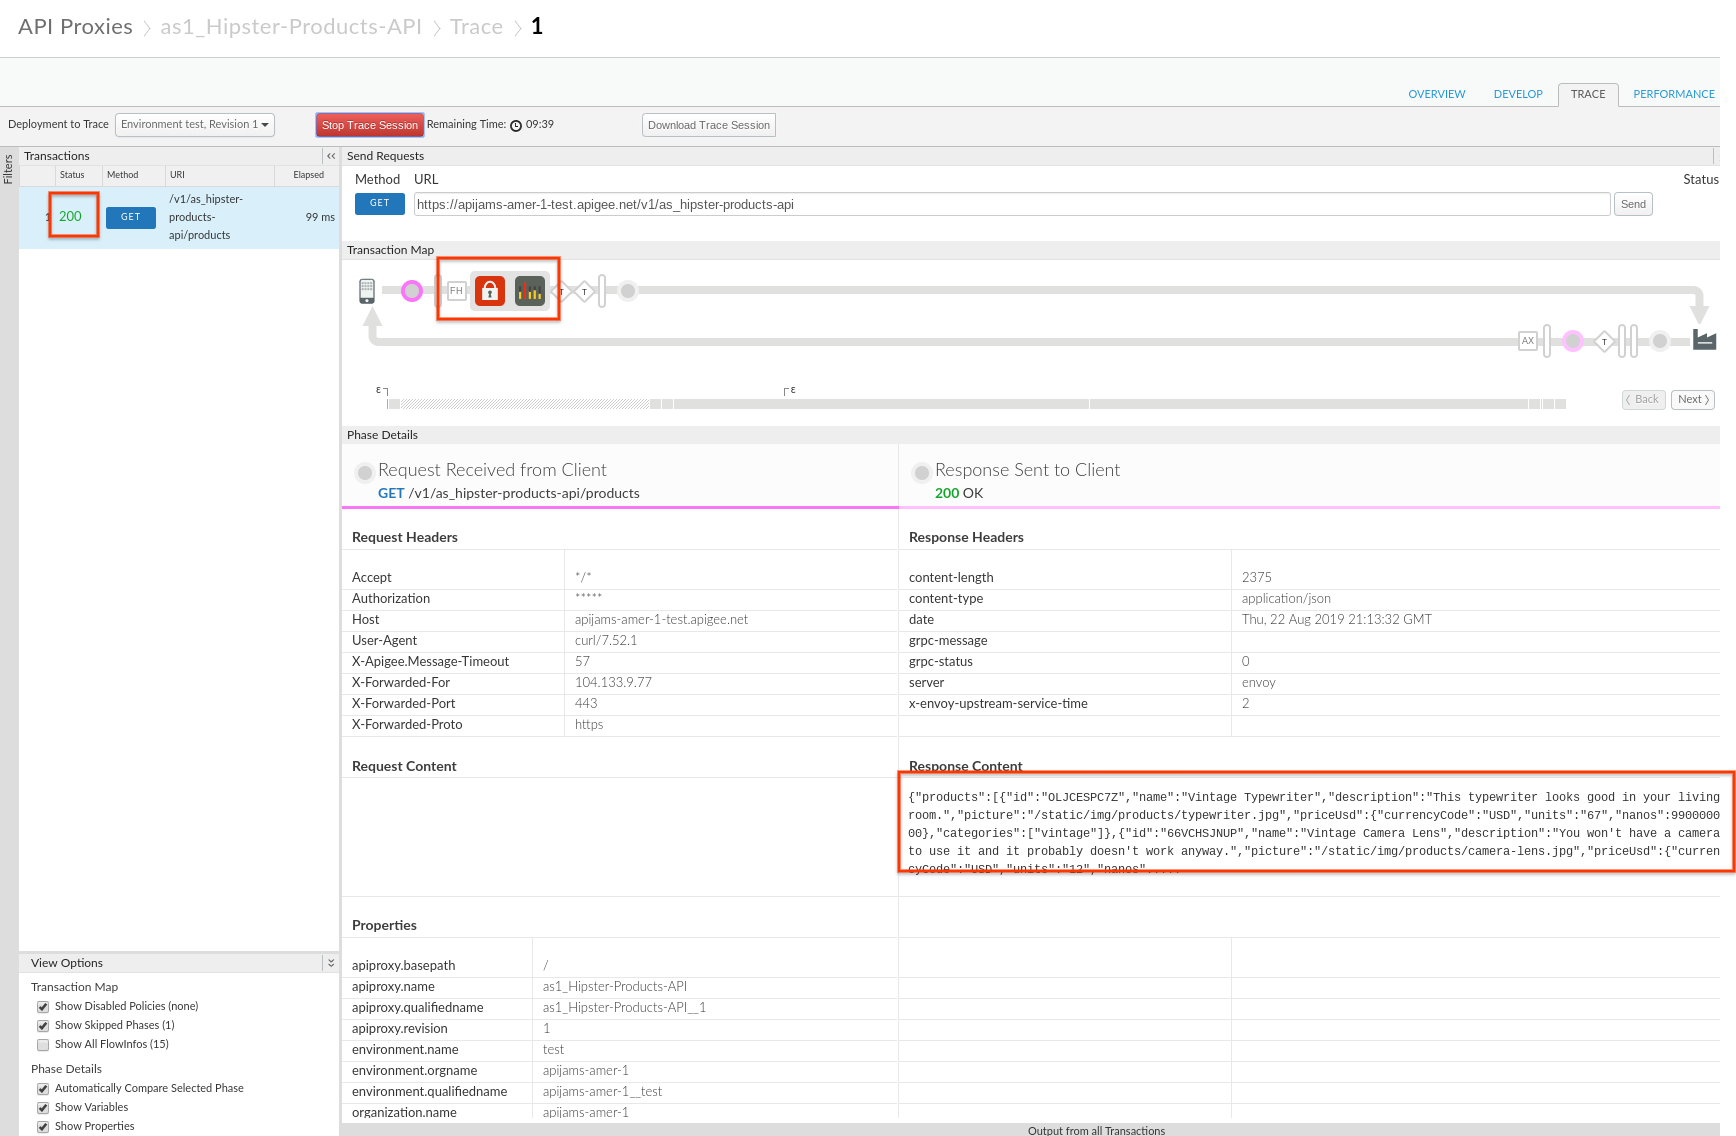 API Proxies > as1_Hipster-Products-API > Trace > 1
OVERVIEW DEVELOP TRACE PERFORMANCE
Deployment to Trace Environment test, Revision 1 Stop Trace Session Remaining Time: 09:39 Download Trace Session
Filters
Transactions
Status Method URI Elapsed
1 200 GET /v1/as_hipster-products-api/products 99 ms
Send Requests
Method URL Status
GET https://apijams-amer-1-test.apigee.net/v1/as_hipster-products-api Send
Transaction Map
FH T T
AX T
ε ε
Back Next
Phase Details
Request Received from Client
GET /v1/as_hipster-products-api/products
Response Sent to Client
200 OK
Request Headers
Accept */*
Authorization *****
Host apijams-amer-1-test.apigee.net
User-Agent curl/7.52.1
X-Apigee.Message-Timeout 57
X-Forwarded-For 104.133.9.77
X-Forwarded-Port 443
X-Forwarded-Proto https
Response Headers
content-length 2375
content-type application/json
date Thu, 22 Aug 2019 21:13:32 GMT
grpc-message
grpc-status 0
server envoy
x-envoy-upstream-service-time 2
Request Content
Response Content
{"products":[{"id":"OLJCESPC7Z","name":"Vintage Typewriter","description":"This typewriter looks good in your living
room.","picture":"/static/img/products/typewriter.jpg","priceUsd":{"currencyCode":"USD","units":"67","nanos":9900000
00},"categories":["vintage"]},{"id":"66VCHSJNUP","name":"Vintage Camera Lens","description":"You won't have a camera
to use it and it probably doesn't work anyway.","picture":"/static/img/products/camera-lens.jpg","priceUsd":{"curren
cyCode":"USD","units":"12","nanos".....
Properties
apiproxy.basepath /
apiproxy.name as1_Hipster-Products-API
apiproxy.qualifiedname as1_Hipster-Products-API__1
apiproxy.revision 1
environment.name test
environment.orgname apijams-amer-1
environment.qualifiedname apijams-amer-1__test
organization.name apijams-amer-1
View Options
Transaction Map
Show Disabled Policies (none)
Show Skipped Phases (1)
Show All FlowInfos (15)
Phase Details
Automatically Compare Selected Phase
Show Variables
Show Properties
Output from all Transactions